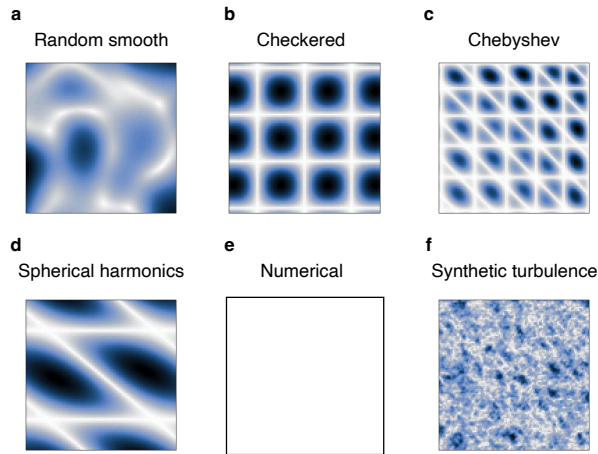 a
Random smooth
b
Checkered
c
Chebyshev
d
Spherical harmonics
e
Numerical
f
Synthetic turbulence